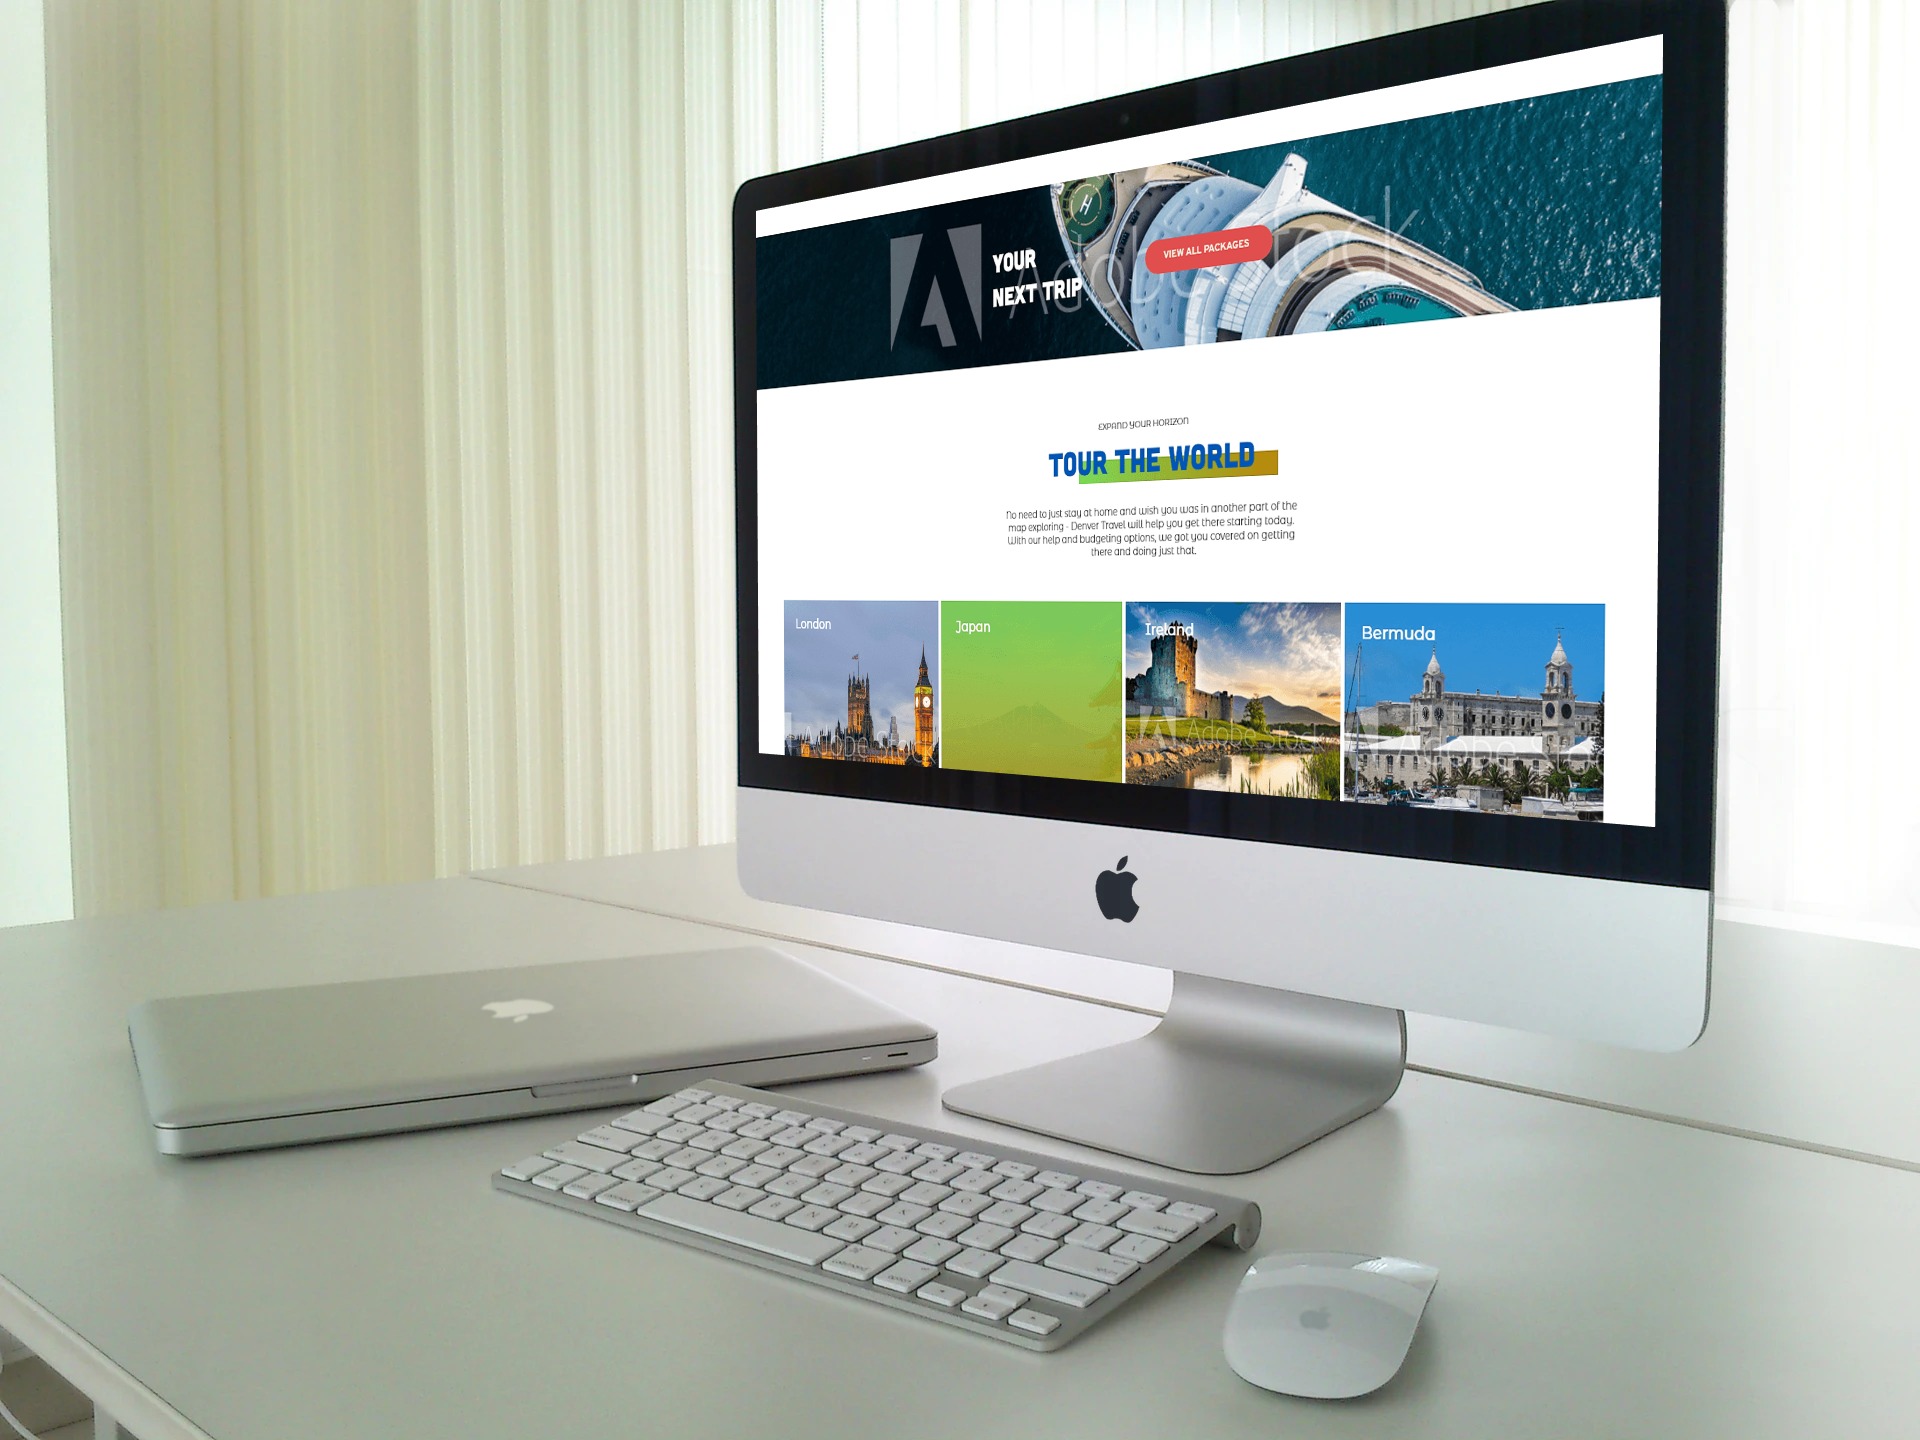 YOUR
NEXT TRIP
VIEW ALL PACKAGES
Adobe Stock
EXPAND YOUR HORIZON
TOUR THE WORLD
No need to just stay at home and wish you was in another part of the
map exploring - Denver Travel will help you get there starting today.
With our help and budgeting options, we got you covered on getting
there and doing just that.
London
Japan
Ireland
Bermuda
Adobe Stock
Adobe Stock
Adobe Sto
command
option